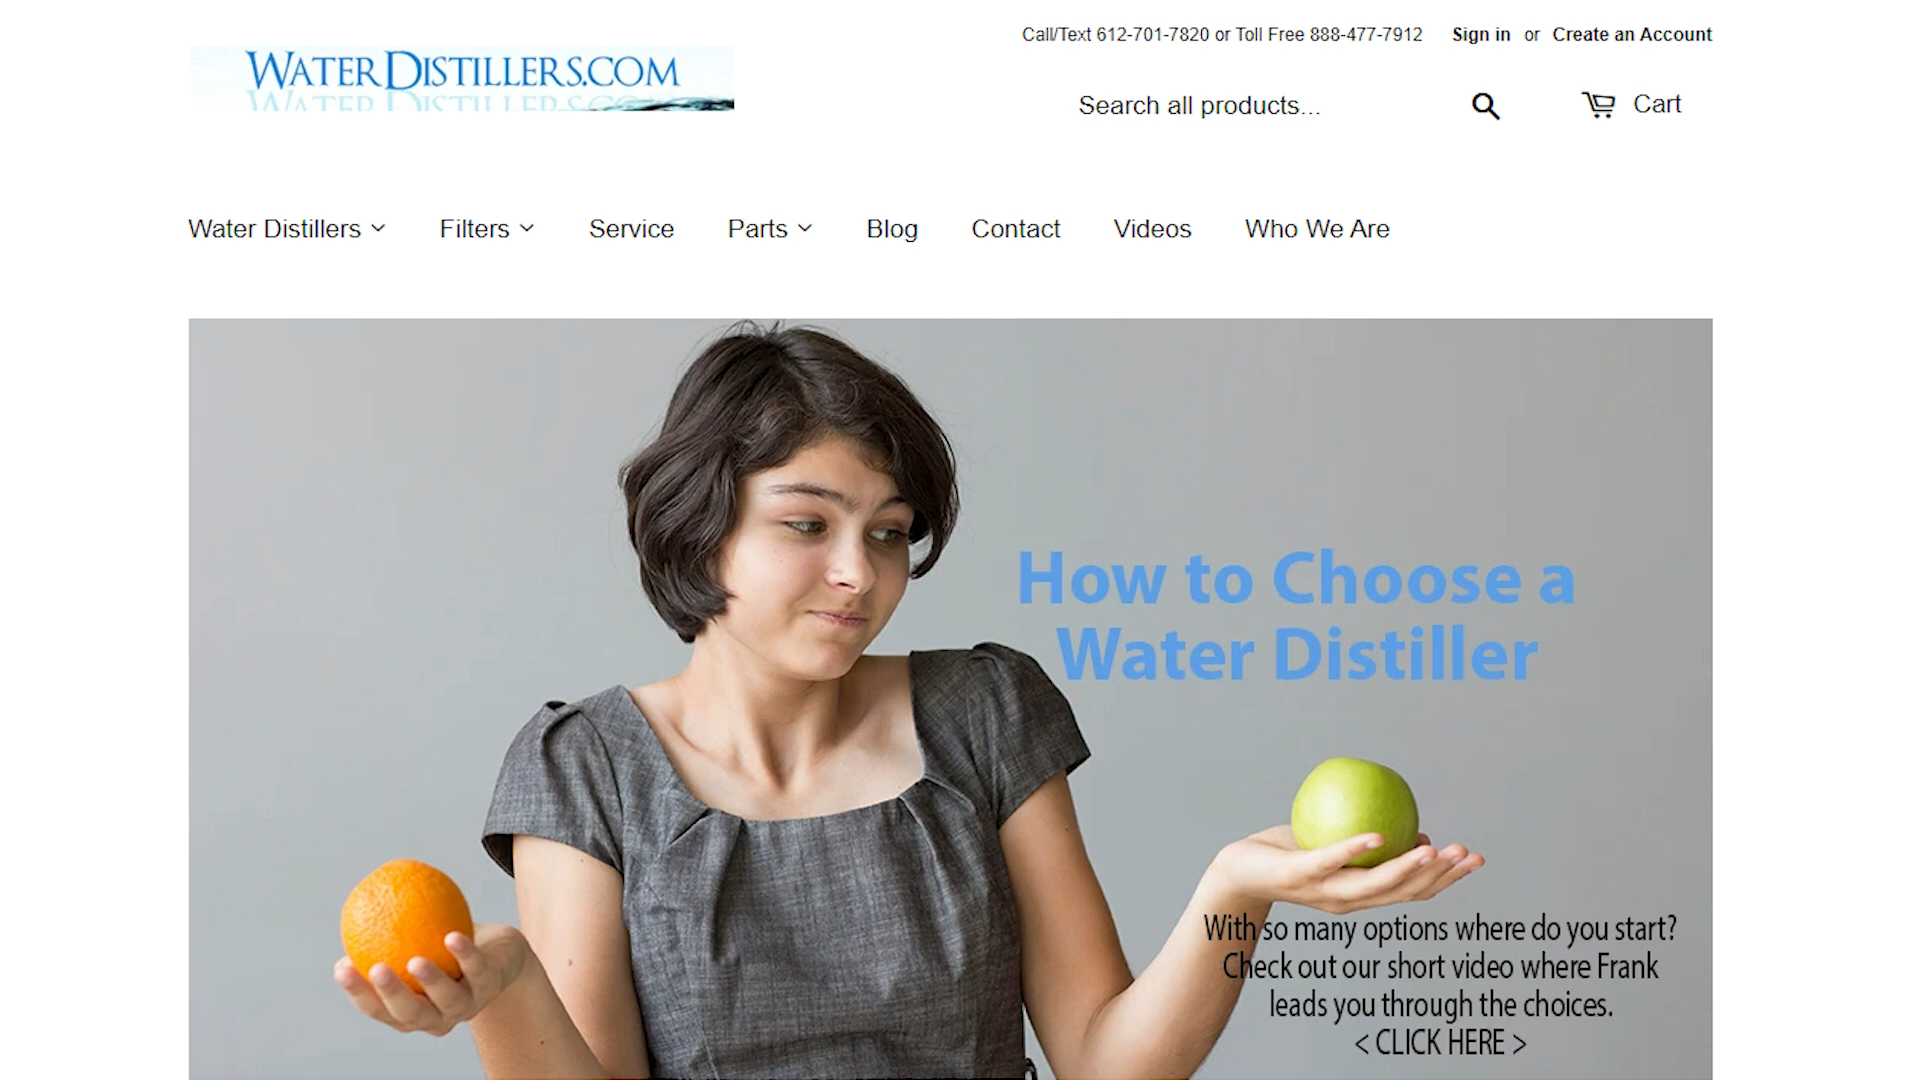 Call/Text 612-701-7820 or Toll Free 888-477-7912 Sign in or Create an Account
WATERDISTILLERS.COM
Search all products...
Cart
Water Distillers Filters Service Parts Blog Contact Videos Who We Are
How to Choose a
Water Distiller
With so many options where do you start?
Check out our short video where Frank
leads you through the choices.
< CLICK HERE >